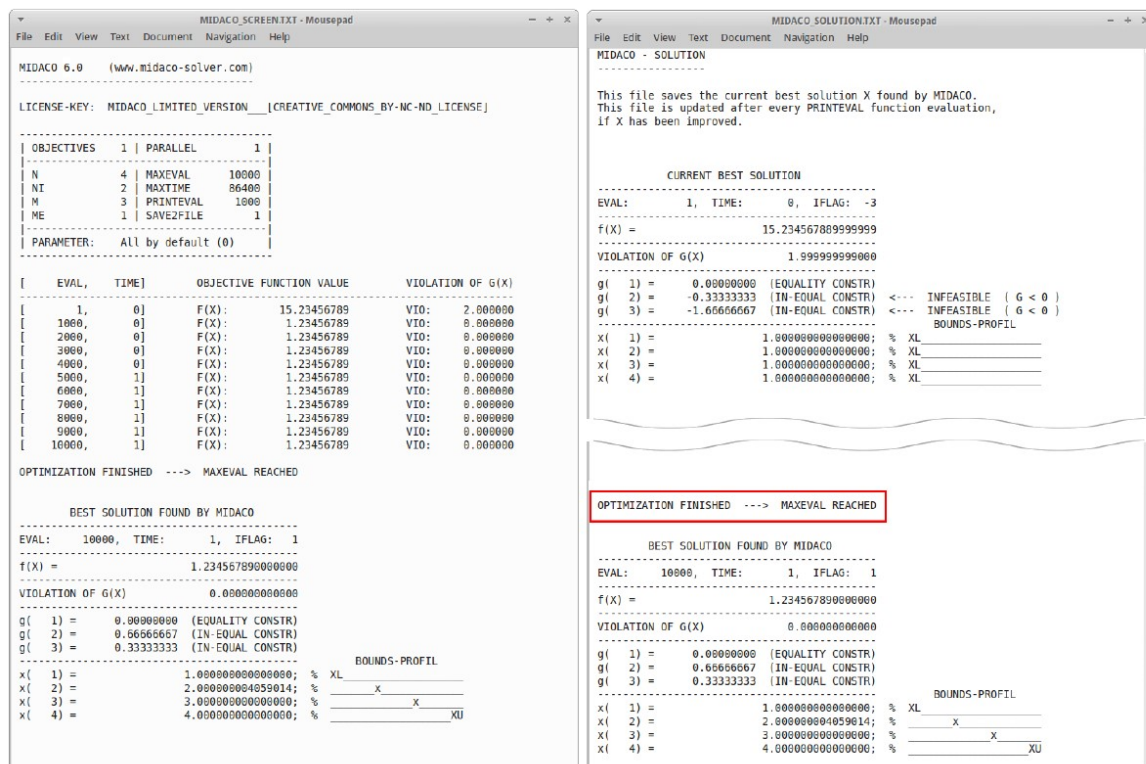 MIDACO_SCREEN.TXT - Mousepad
File Edit View Text Document Navigation Help
MIDACO 6.0    (www.midaco-solver.com)
-------------------------------------
LICENSE-KEY:  MIDACO_LIMITED_VERSION___[CREATIVE_COMMONS_BY-NC-ND_LICENSE]
---------------------------------------
| OBJECTIVES    1 | PARALLEL          1 |
|---------------------------------------|
| N             4 | MAXEVAL       10000 |
| NI            2 | MAXTIME       86400 |
| M             3 | PRINTEVAL      1000 |
| ME            1 | SAVE2FILE         1 |
|---------------------------------------|
| PARAMETER:    All by default (0)      |
---------------------------------------
[     EVAL,    TIME]        OBJECTIVE FUNCTION VALUE         VIOLATION OF G(X)
------------------------------------------------------------------------------
[        1,       0]        F(X):        15.23456789         VIO:     2.000000
[     1000,       0]        F(X):         1.23456789         VIO:     0.000000
[     2000,       0]        F(X):         1.23456789         VIO:     0.000000
[     3000,       0]        F(X):         1.23456789         VIO:     0.000000
[     4000,       0]        F(X):         1.23456789         VIO:     0.000000
[     5000,       1]        F(X):         1.23456789         VIO:     0.000000
[     6000,       1]        F(X):         1.23456789         VIO:     0.000000
[     7000,       1]        F(X):         1.23456789         VIO:     0.000000
[     8000,       1]        F(X):         1.23456789         VIO:     0.000000
[     9000,       1]        F(X):         1.23456789         VIO:     0.000000
[    10000,       1]        F(X):         1.23456789         VIO:     0.000000
OPTIMIZATION FINISHED  --->  MAXEVAL REACHED
BEST SOLUTION FOUND BY MIDACO
--------------------------------------------
EVAL:     10000,  TIME:       1,  IFLAG:   1
--------------------------------------------
f(X) =                     1.234567890000000
--------------------------------------------
VIOLATION OF G(X)             0.000000000000
--------------------------------------------
g(   1) =      0.00000000  (EQUALITY CONSTR)
g(   2) =      0.66666667  (IN-EQUAL CONSTR)
g(   3) =      0.33333333  (IN-EQUAL CONSTR)
--------------------------------------------         BOUNDS-PROFIL
x(   1) =                  1.000000000000000;  %  XL___________________
x(   2) =                  2.000000004059014;  %  _______x_____________
x(   3) =                  3.000000000000000;  %  ______________x______
x(   4) =                  4.000000000000000;  %  ___________________XU
MIDACO_SOLUTION.TXT - Mousepad
File Edit View Text Document Navigation Help
MIDACO - SOLUTION
-----------------
This file saves the current best solution X found by MIDACO.
This file is updated after every PRINTEVAL function evaluation,
if X has been improved.
CURRENT BEST SOLUTION
--------------------------------------------
EVAL:         1,  TIME:       0,  IFLAG:  -3
--------------------------------------------
f(X) =                    15.234567889999999
--------------------------------------------
VIOLATION OF G(X)             1.999999999000
--------------------------------------------
g(   1) =      0.00000000  (EQUALITY CONSTR)
g(   2) =     -0.33333333  (IN-EQUAL CONSTR)  <---  INFEASIBLE  ( G < 0 )
g(   3) =     -1.66666667  (IN-EQUAL CONSTR)  <---  INFEASIBLE  ( G < 0 )
--------------------------------------------         BOUNDS-PROFIL
x(   1) =                  1.000000000000000;  %  XL___________________
x(   2) =                  1.000000000000000;  %  XL___________________
x(   3) =                  1.000000000000000;  %  XL___________________
x(   4) =                  1.000000000000000;  %  XL___________________
OPTIMIZATION FINISHED  --->  MAXEVAL REACHED
BEST SOLUTION FOUND BY MIDACO
--------------------------------------------
EVAL:     10000,  TIME:       1,  IFLAG:   1
--------------------------------------------
f(X) =                     1.234567890000000
--------------------------------------------
VIOLATION OF G(X)             0.000000000000
--------------------------------------------
g(   1) =      0.00000000  (EQUALITY CONSTR)
g(   2) =      0.66666667  (IN-EQUAL CONSTR)
g(   3) =      0.33333333  (IN-EQUAL CONSTR)
--------------------------------------------         BOUNDS-PROFIL
x(   1) =                  1.000000000000000;  %  XL___________________
x(   2) =                  2.000000004059014;  %  _______x_____________
x(   3) =                  3.000000000000000;  %  ______________x______
x(   4) =                  4.000000000000000;  %  ___________________XU